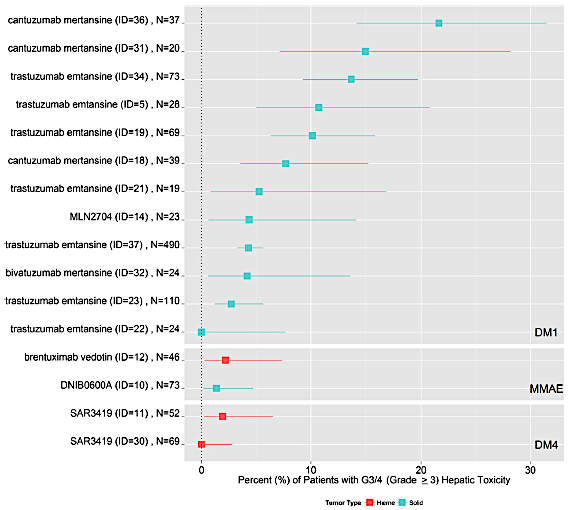 cantuzumab mertansine (ID=36) , N=37
cantuzumab mertansine (ID=31) , N=20
trastuzumab emtansine (ID=34) , N=73
trastuzumab emtansine (ID=5) , N=28
trastuzumab emtansine (ID=19) , N=69
cantuzumab mertansine (ID=18) , N=39
trastuzumab emtansine (ID=21) , N=19
MLN2704 (ID=14) , N=23
trastuzumab emtansine (ID=37) , N=490
bivatuzumab mertansine (ID=32) , N=24
trastuzumab emtansine (ID=23) , N=110
trastuzumab emtansine (ID=22) , N=24
DM1
brentuximab vedotin (ID=12) , N=46
DNIB0600A (ID=10) , N=73
MMAE
SAR3419 (ID=11) , N=52
SAR3419 (ID=30) , N=69
DM4
0 10 20 30
Percent (%) of Patients with G3/4 (Grade ≥ 3) Hepatic Toxicity
Temor Type Heme Solid